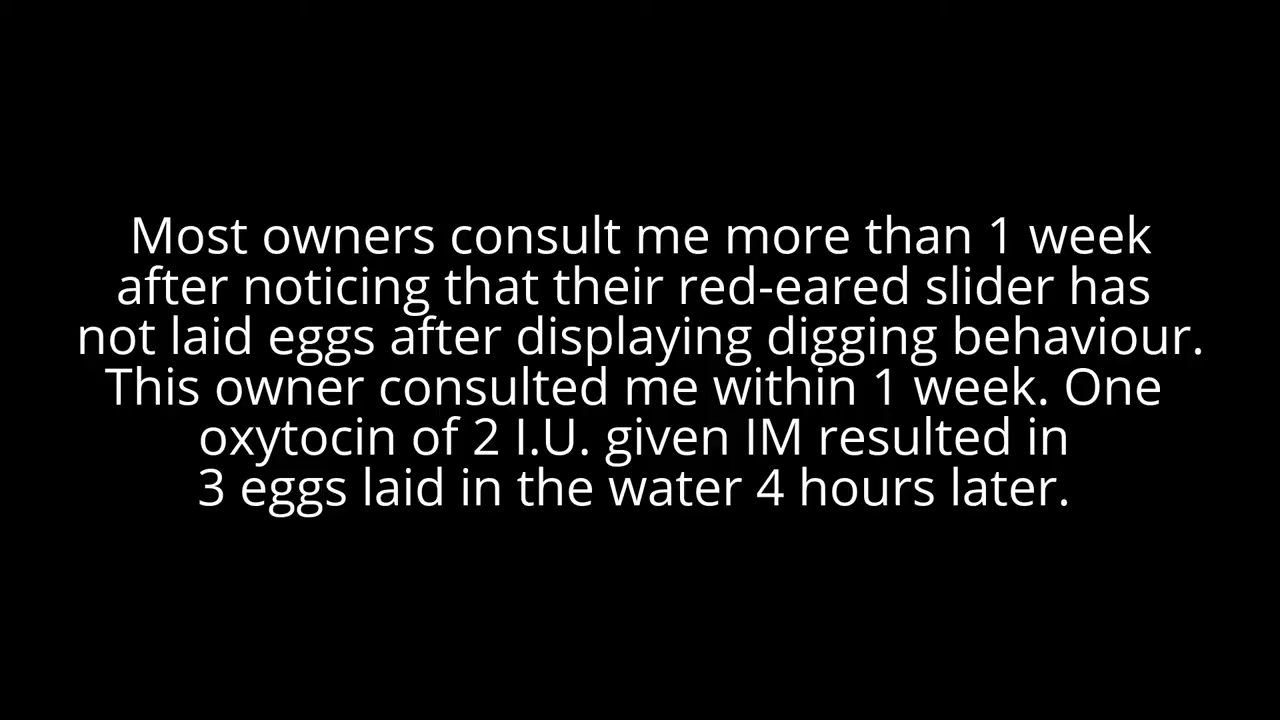 Most owners consult me more than 1 week
after noticing that their red-eared slider has
not laid eggs after displaying digging behaviour.
This owner consulted me within 1 week. One
oxytocin of 2 I.U. given IM resulted in
3 eggs laid in the water 4 hours later.